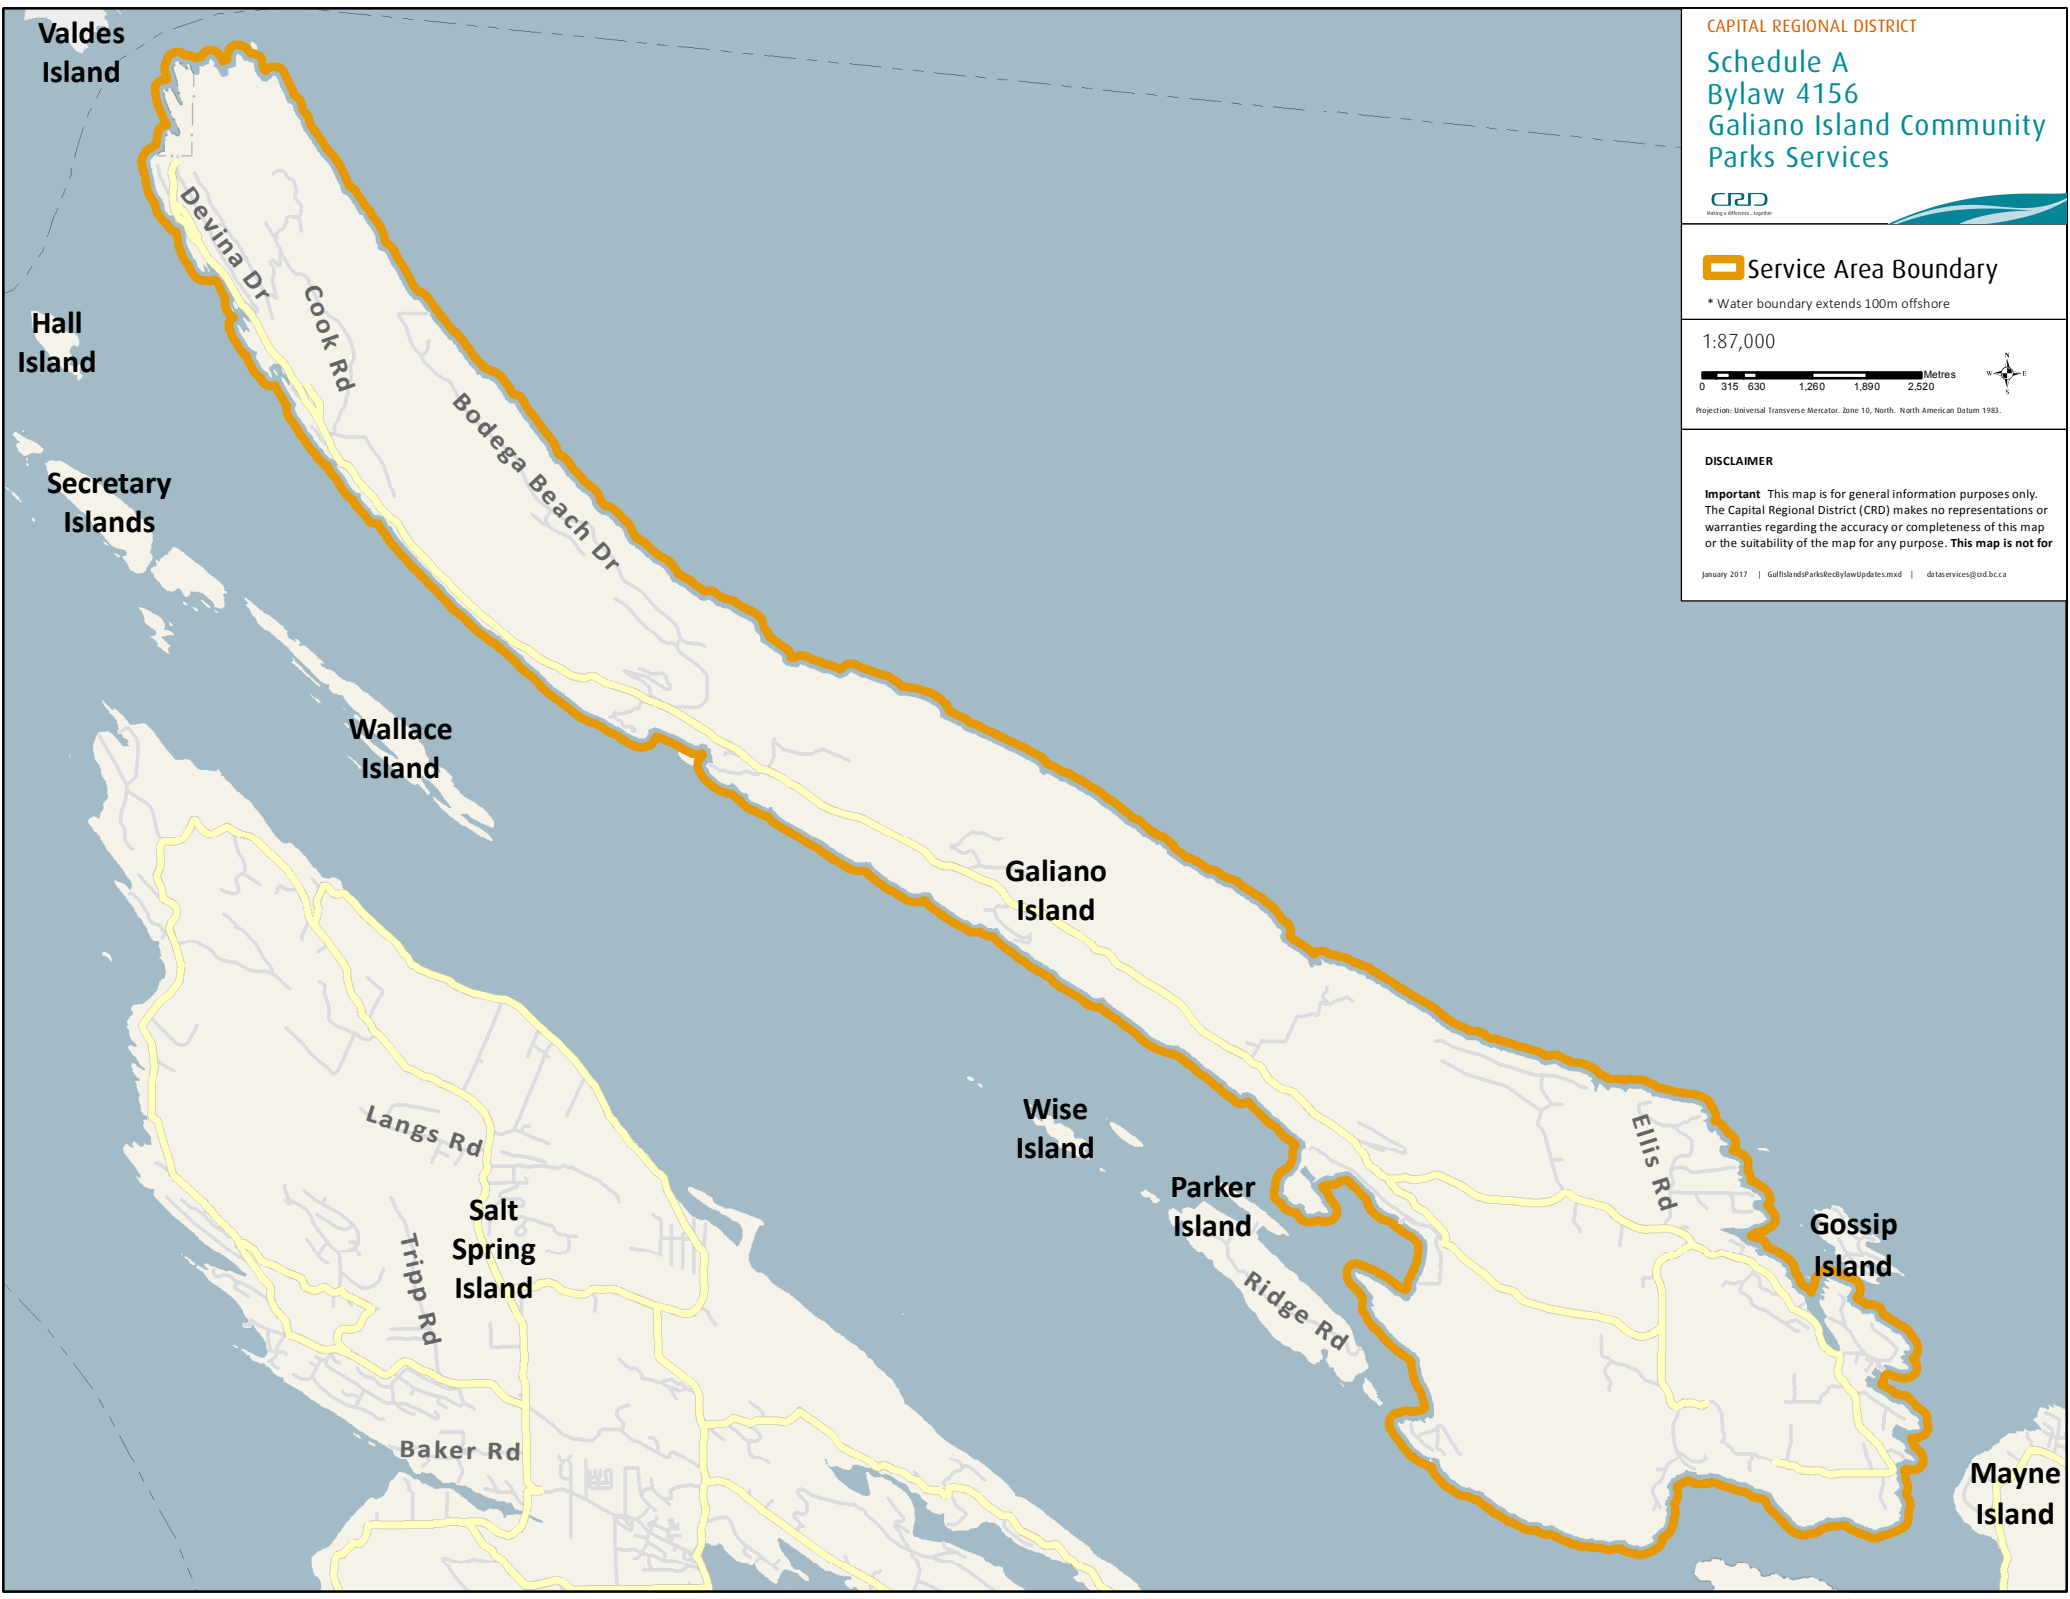 Valdes
Island
CAPITAL REGIONAL DISTRICT
Schedule A
Bylaw 4156
Galiano Island Community
Parks Services
CRD
Making a difference...together
Service Area Boundary
* Water boundary extends 100m offshore
1:87,000
Metres
0 315 630 1,260 1,890 2,520
N
W E
S
Projection: Universal Transverse Mercator. Zone 10, North. North American Datum 1983.
DISCLAIMER
Important This map is for general information purposes only.
The Capital Regional District (CRD) makes no representations or
warranties regarding the accuracy or completeness of this map
or the suitability of the map for any purpose. This map is not for
January 2017 | GulfIslandsParksRecBylawUpdates.mxd | dataservices@crd.bc.ca
Devina Dr
Cook Rd
Hall
Island
Bodega Beach Dr
Secretary
Islands
Wallace
Island
Galiano
Island
Wise
Island
Langs Rd
Ellis Rd
Parker
Island
Salt
Spring
Island
Gossip
Island
Tripp Rd
Ridge Rd
Baker Rd
Mayne
Island